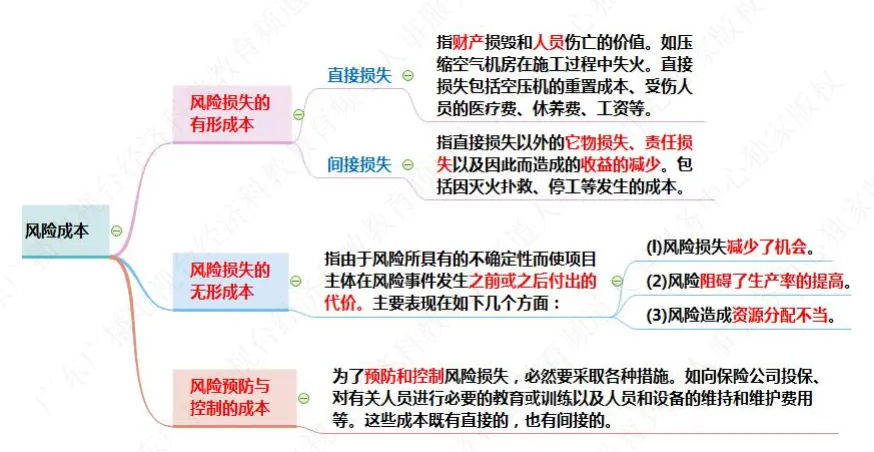 风险成本
风险损失的
有形成本
直接损失
指财产损毁和人员伤亡的价值。如压
缩空气机房在施工过程中失火。直接
损失包括空压机的重置成本、受伤人
员的医疗费、休养费、工资等。
间接损失
指直接损失以外的它物损失、责任损
失以及因此而造成的收益的减少。包
括因灭火扑救、停工等发生的成本。
风险损失的
无形成本
指由于风险所具有的不确定性而使项目
主体在风险事件发生之前或之后付出的
代价。主要表现在如下几个方面：
(l)风险损失减少了机会。
(2)风险阻碍了生产率的提高。
(3)风险造成资源分配不当。
风险预防与
控制的成本
为了预防和控制风险损失，必然要采取各种措施。如向保险公司投保、
对有关人员进行必要的教育或训练以及人员和设备的维持和维护费用
等。这些成本既有直接的，也有间接的。